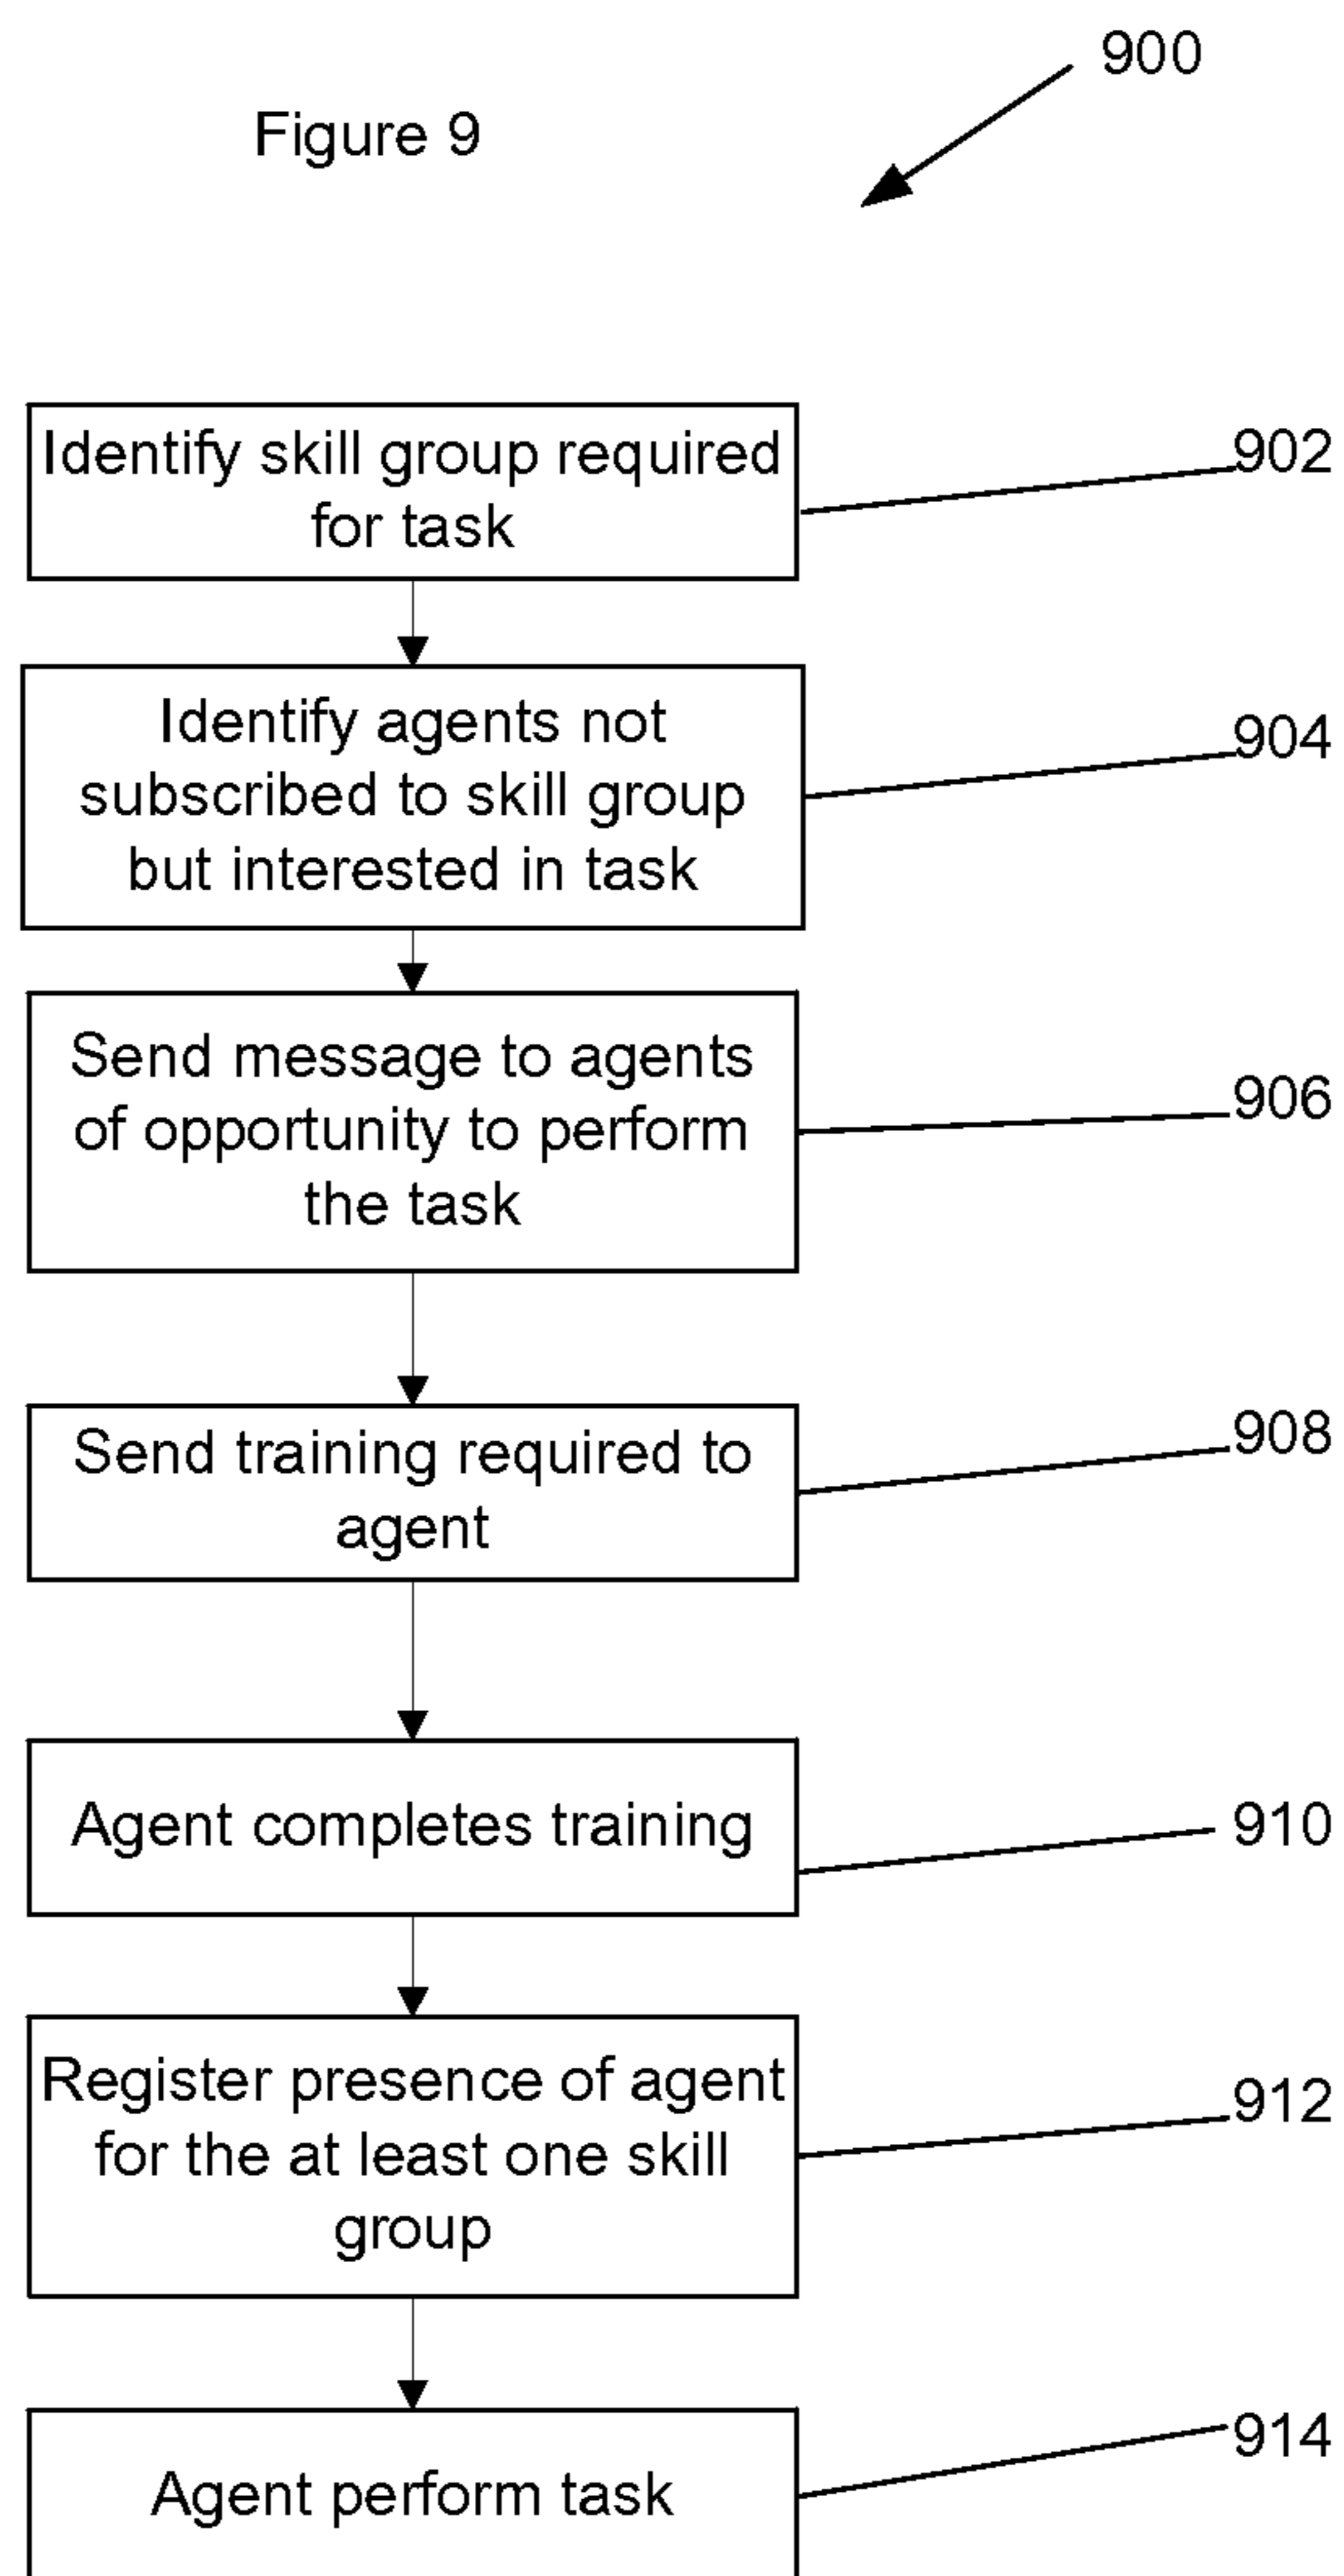 900
Figure 9
Identify skill group required
for task
902
Identify agents not
subscribed to skill group
but interested in task
904
Send message to agents
of opportunity to perform
the task
906
Send training required to
agent
908
Agent completes training
910
Register presence of agent
for the at least one skill
group
912
Agent perform task
914